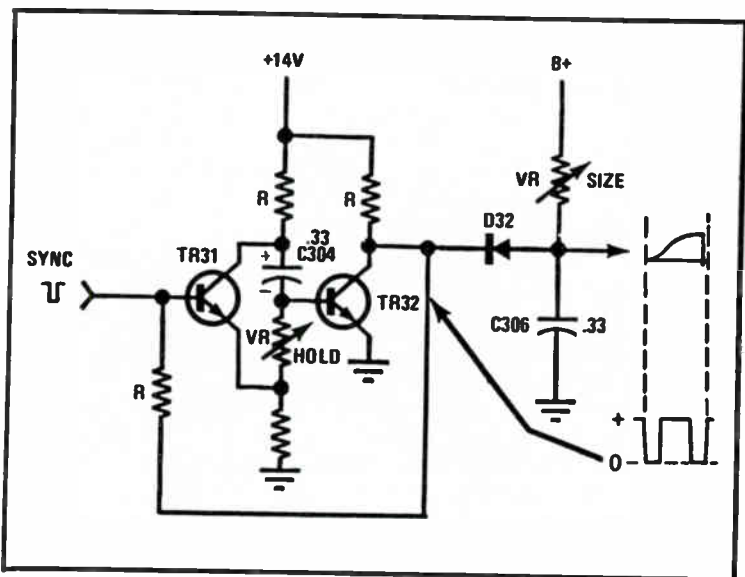 +14V
B+
R
R
VR
SIZE
D32
SYNC
TR31
.33
C304
+
−
TR32
VR
HOLD
C306
.33
R
+
0−